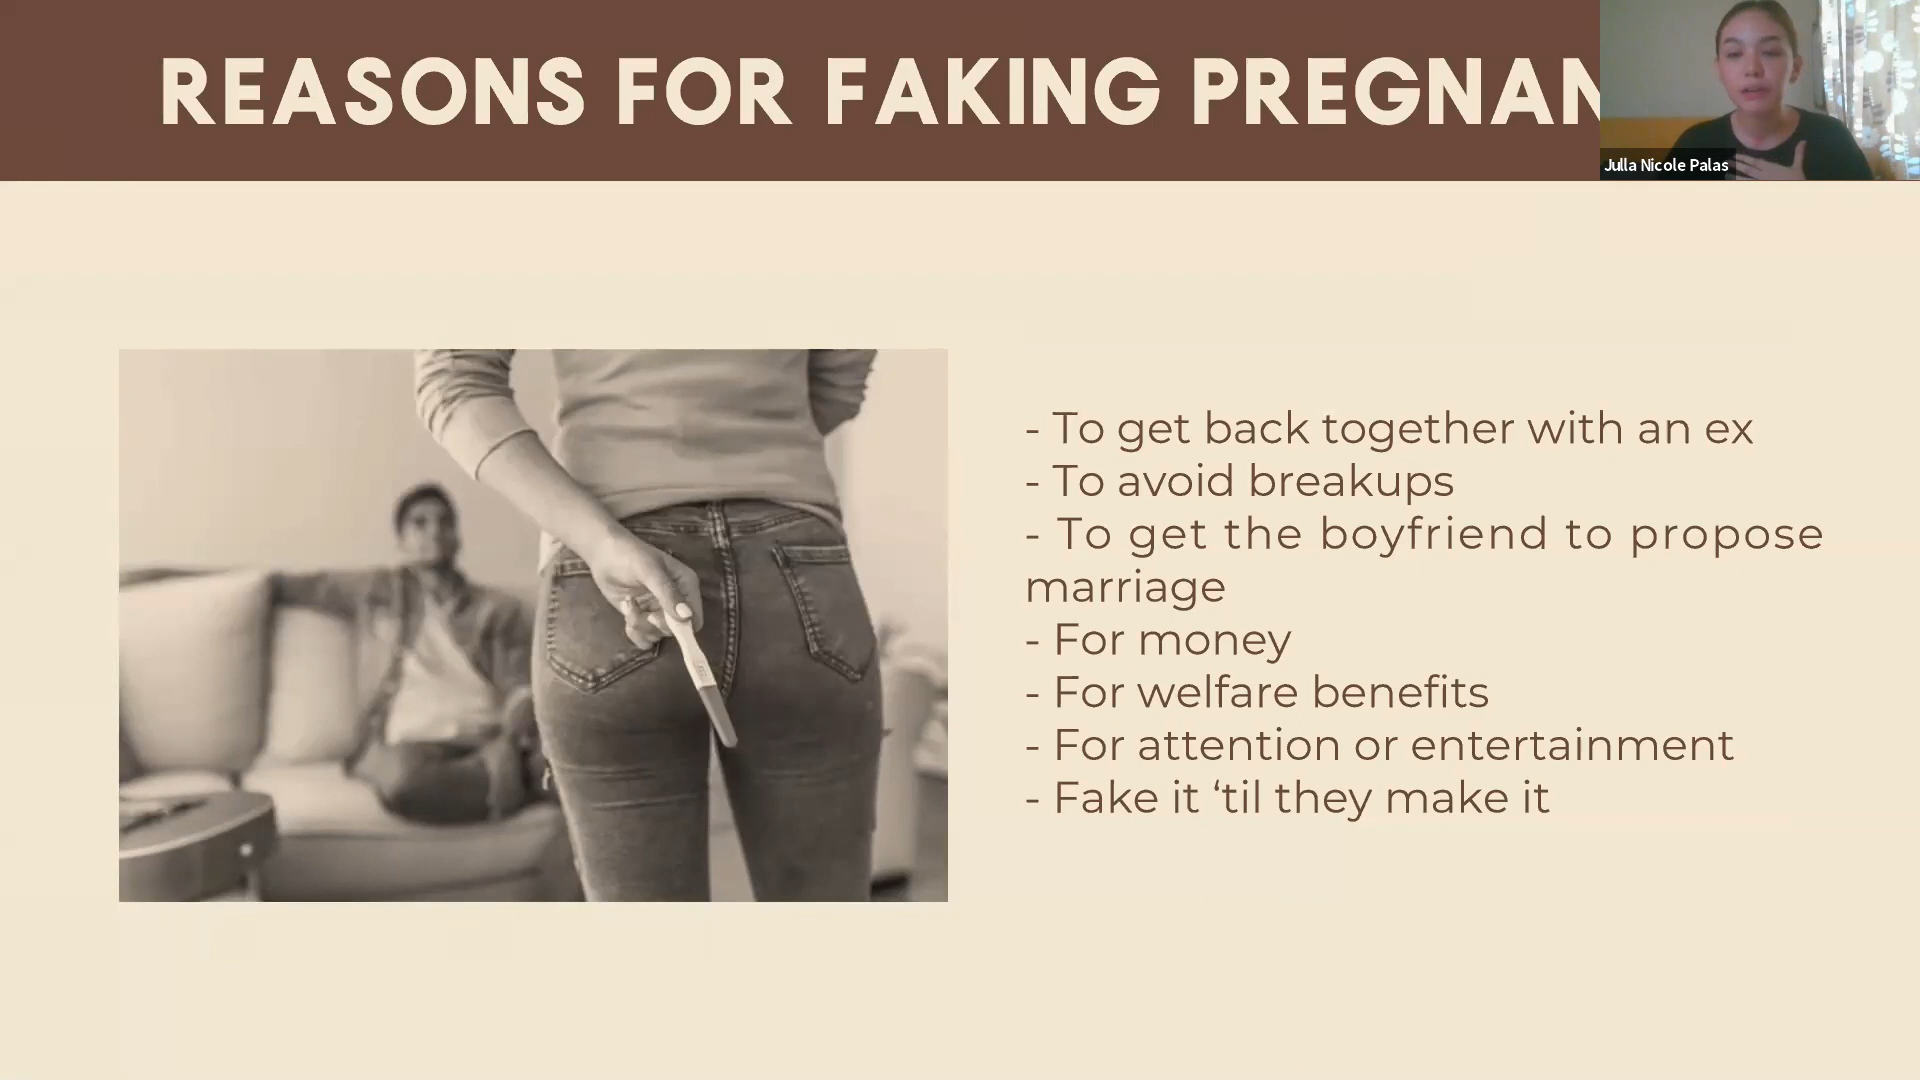 REASONS FOR FAKING PREGNAN
Julla Nicole Palas
- To get back together with an ex
- To avoid breakups
- To get the boyfriend to propose
marriage
- For money
- For welfare benefits
- For attention or entertainment
- Fake it ‘til they make it